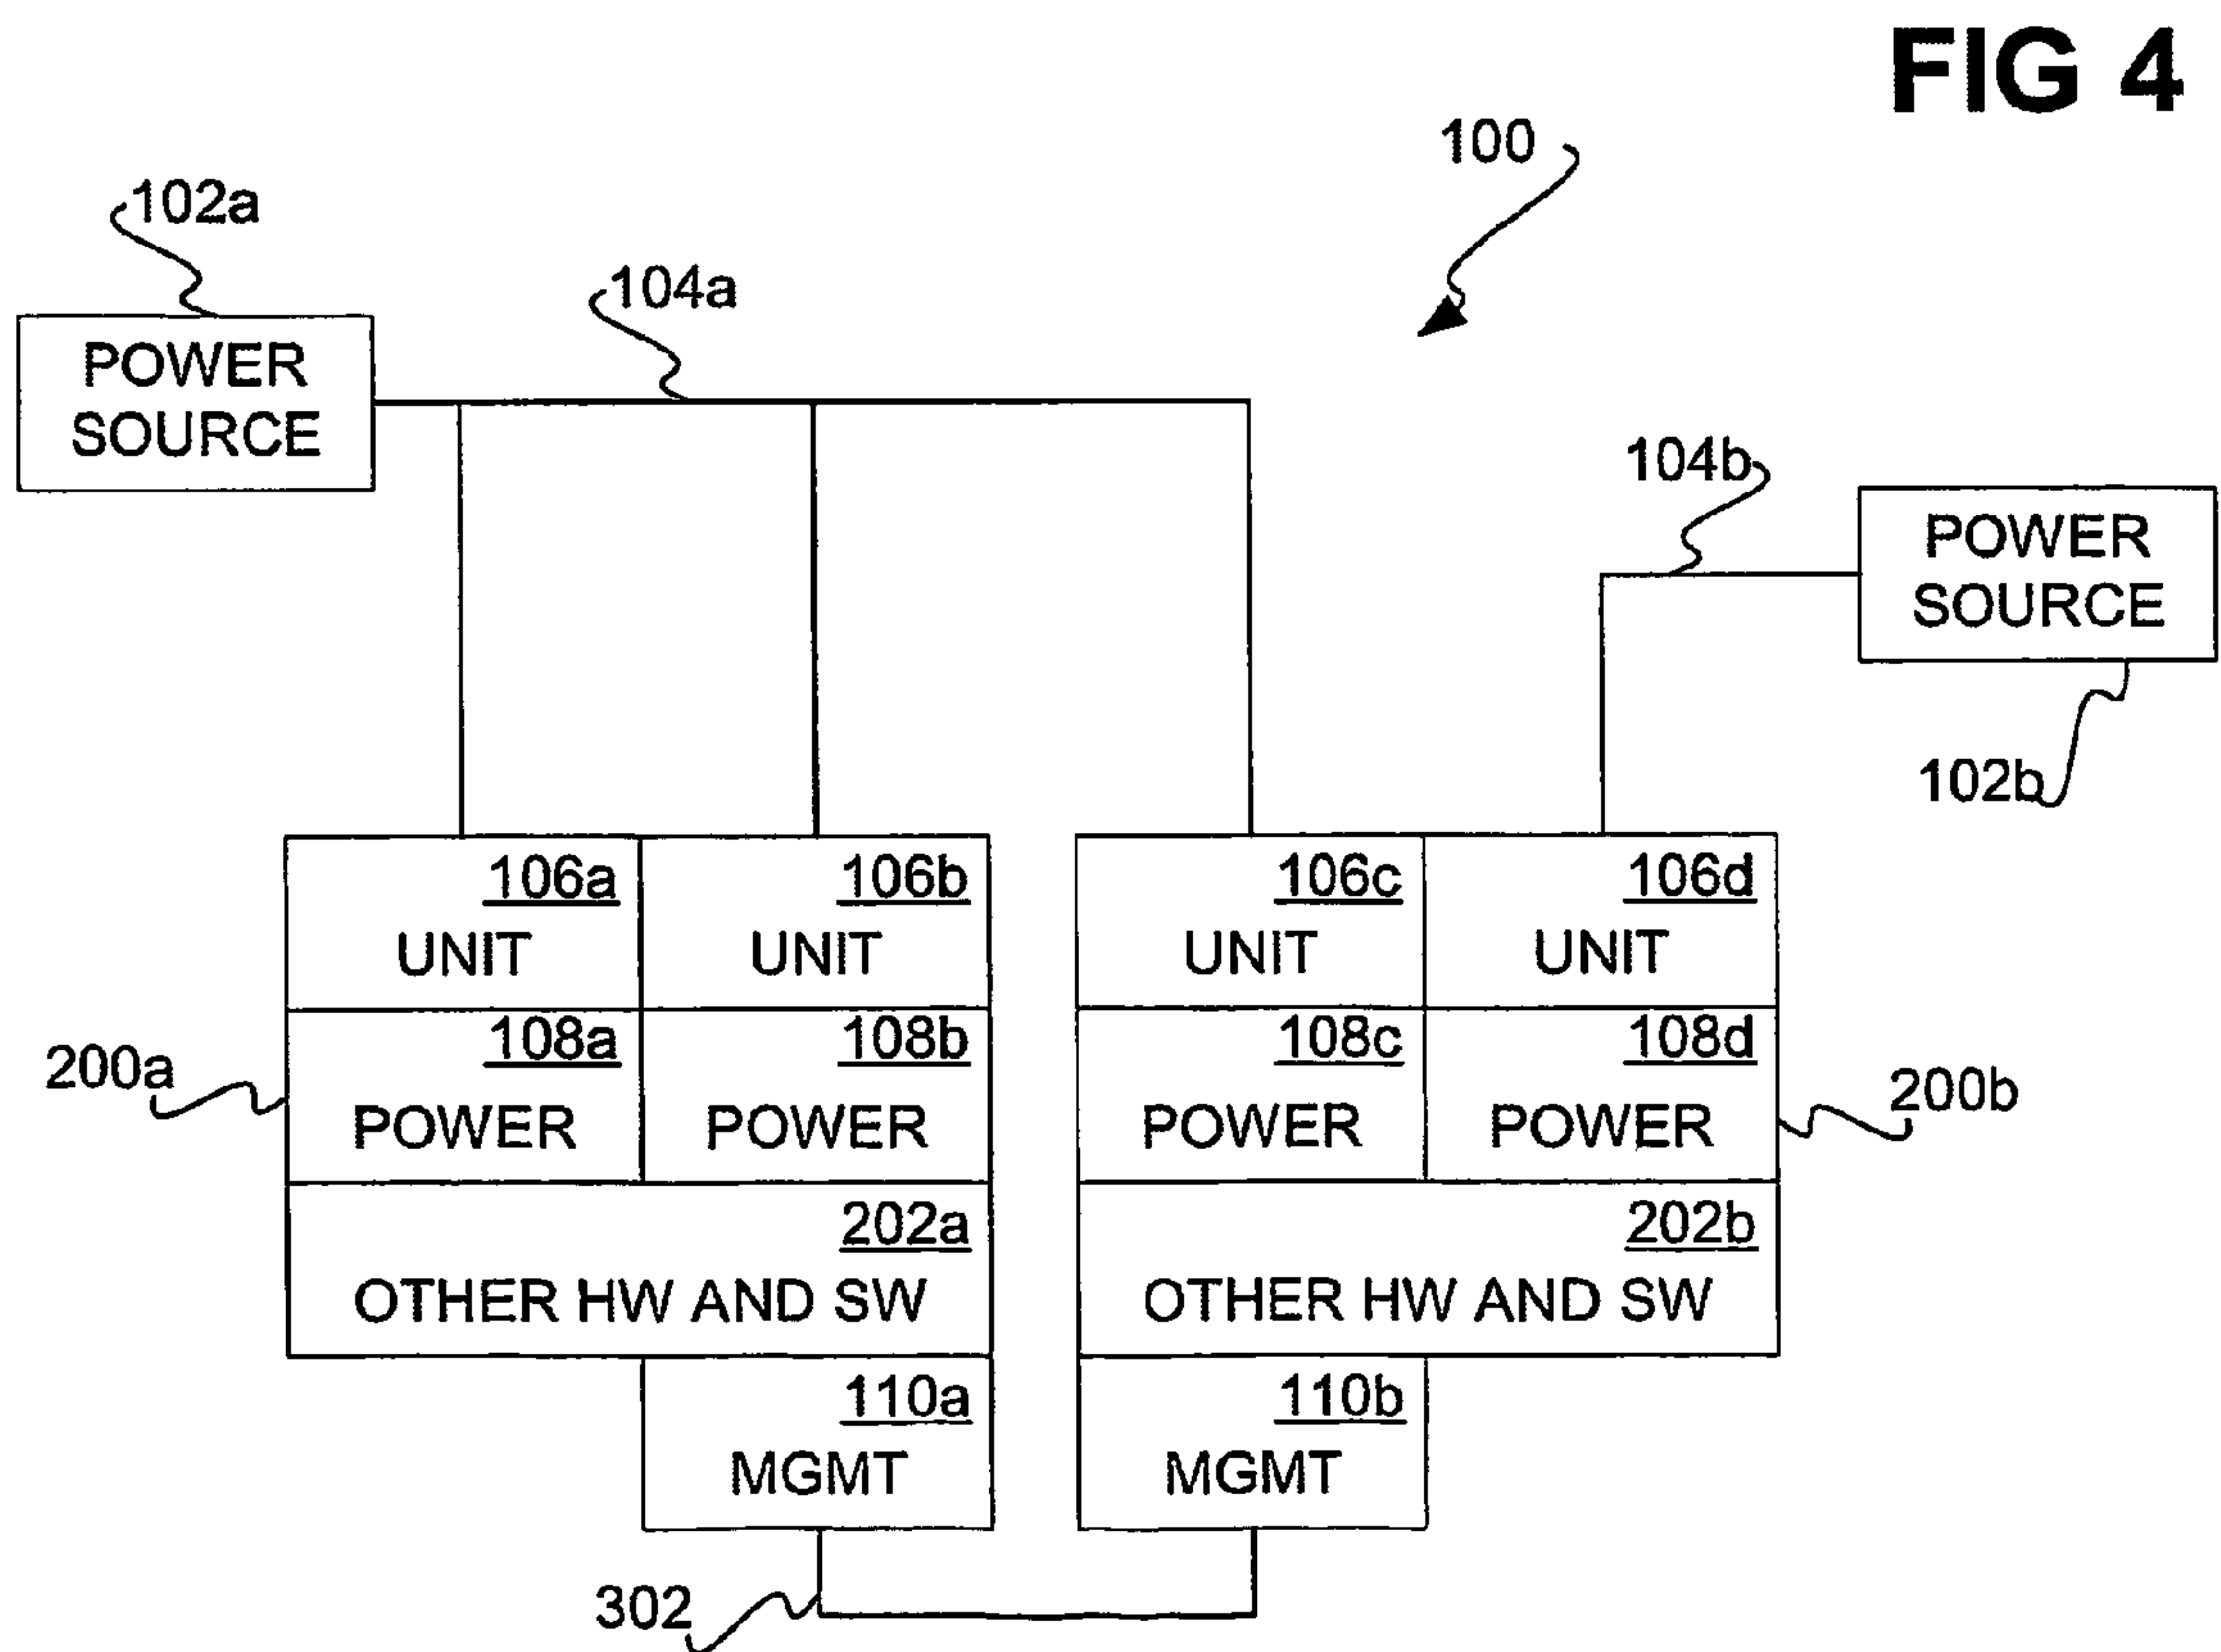 FIG 4
100
102a
104a
POWER
SOURCE
104b
POWER
SOURCE
102b
106a
UNIT
106b
UNIT
106c
UNIT
106d
UNIT
108a
POWER
108b
POWER
108c
POWER
108d
POWER
200a
200b
202a
OTHER HW AND SW
202b
OTHER HW AND SW
110a
MGMT
110b
MGMT
302